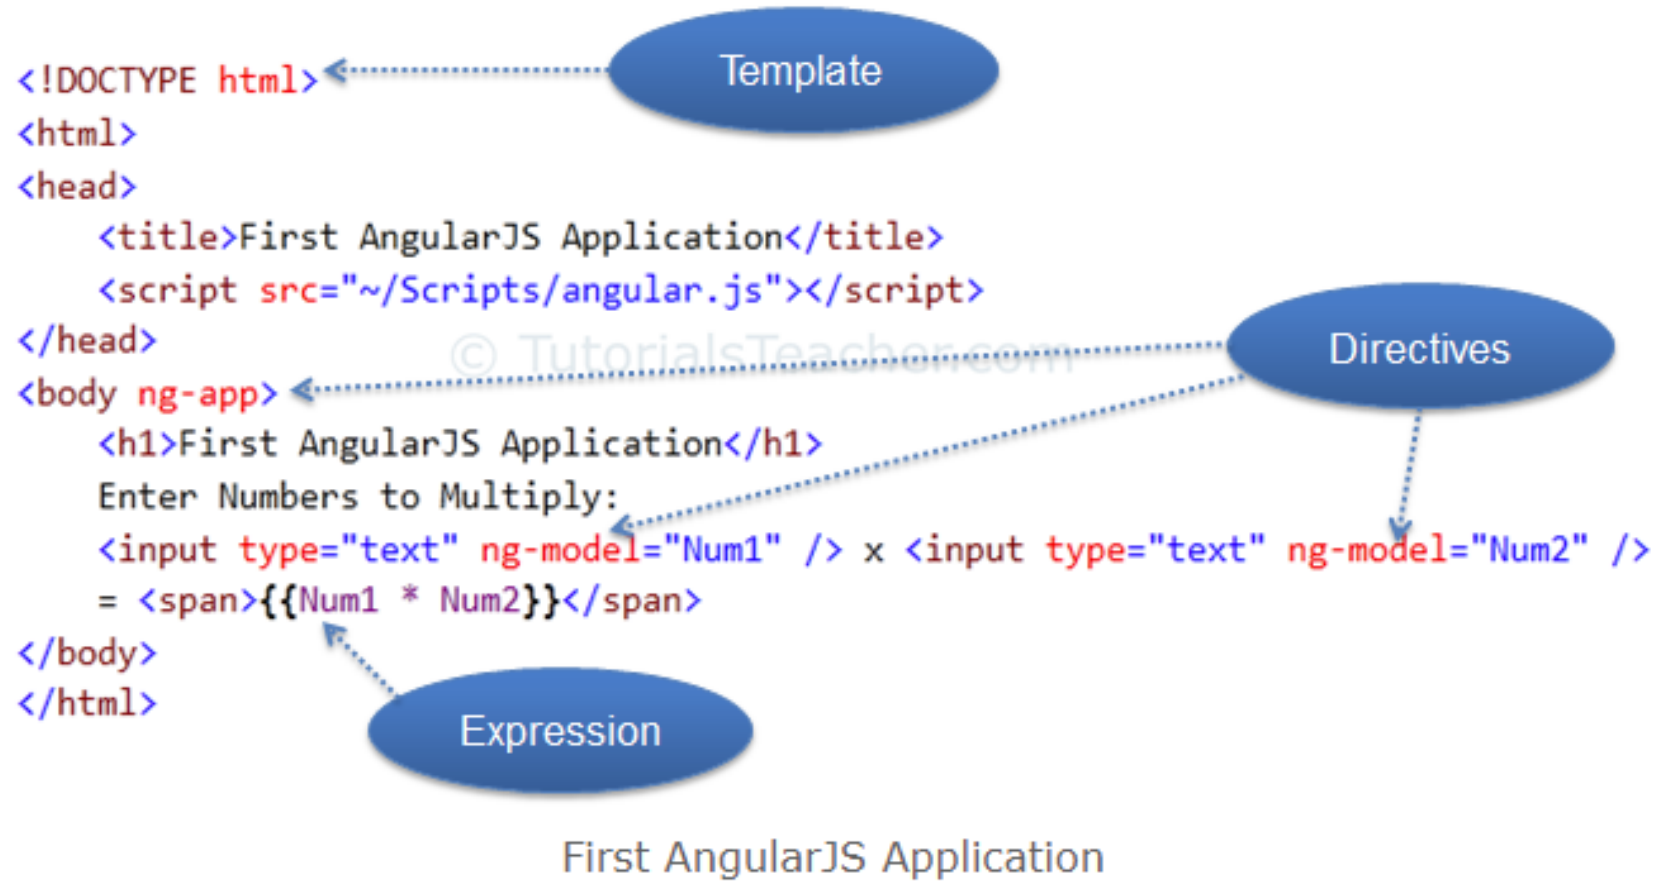 Template
<!DOCTYPE html>
<html>
<head>
<title>First AngularJS Application</title>
<script src="~/Scripts/angular.js"></script>
</head>
© TutorialsTeacher.com
Directives
<body ng-app>
<h1>First AngularJS Application</h1>
Enter Numbers to Multiply:
<input type="text" ng-model="Num1" /> x <input type="text" ng-model="Num2" />
= <span>{{Num1 * Num2}}</span>
</body>
</html>
Expression
First AngularJS Application